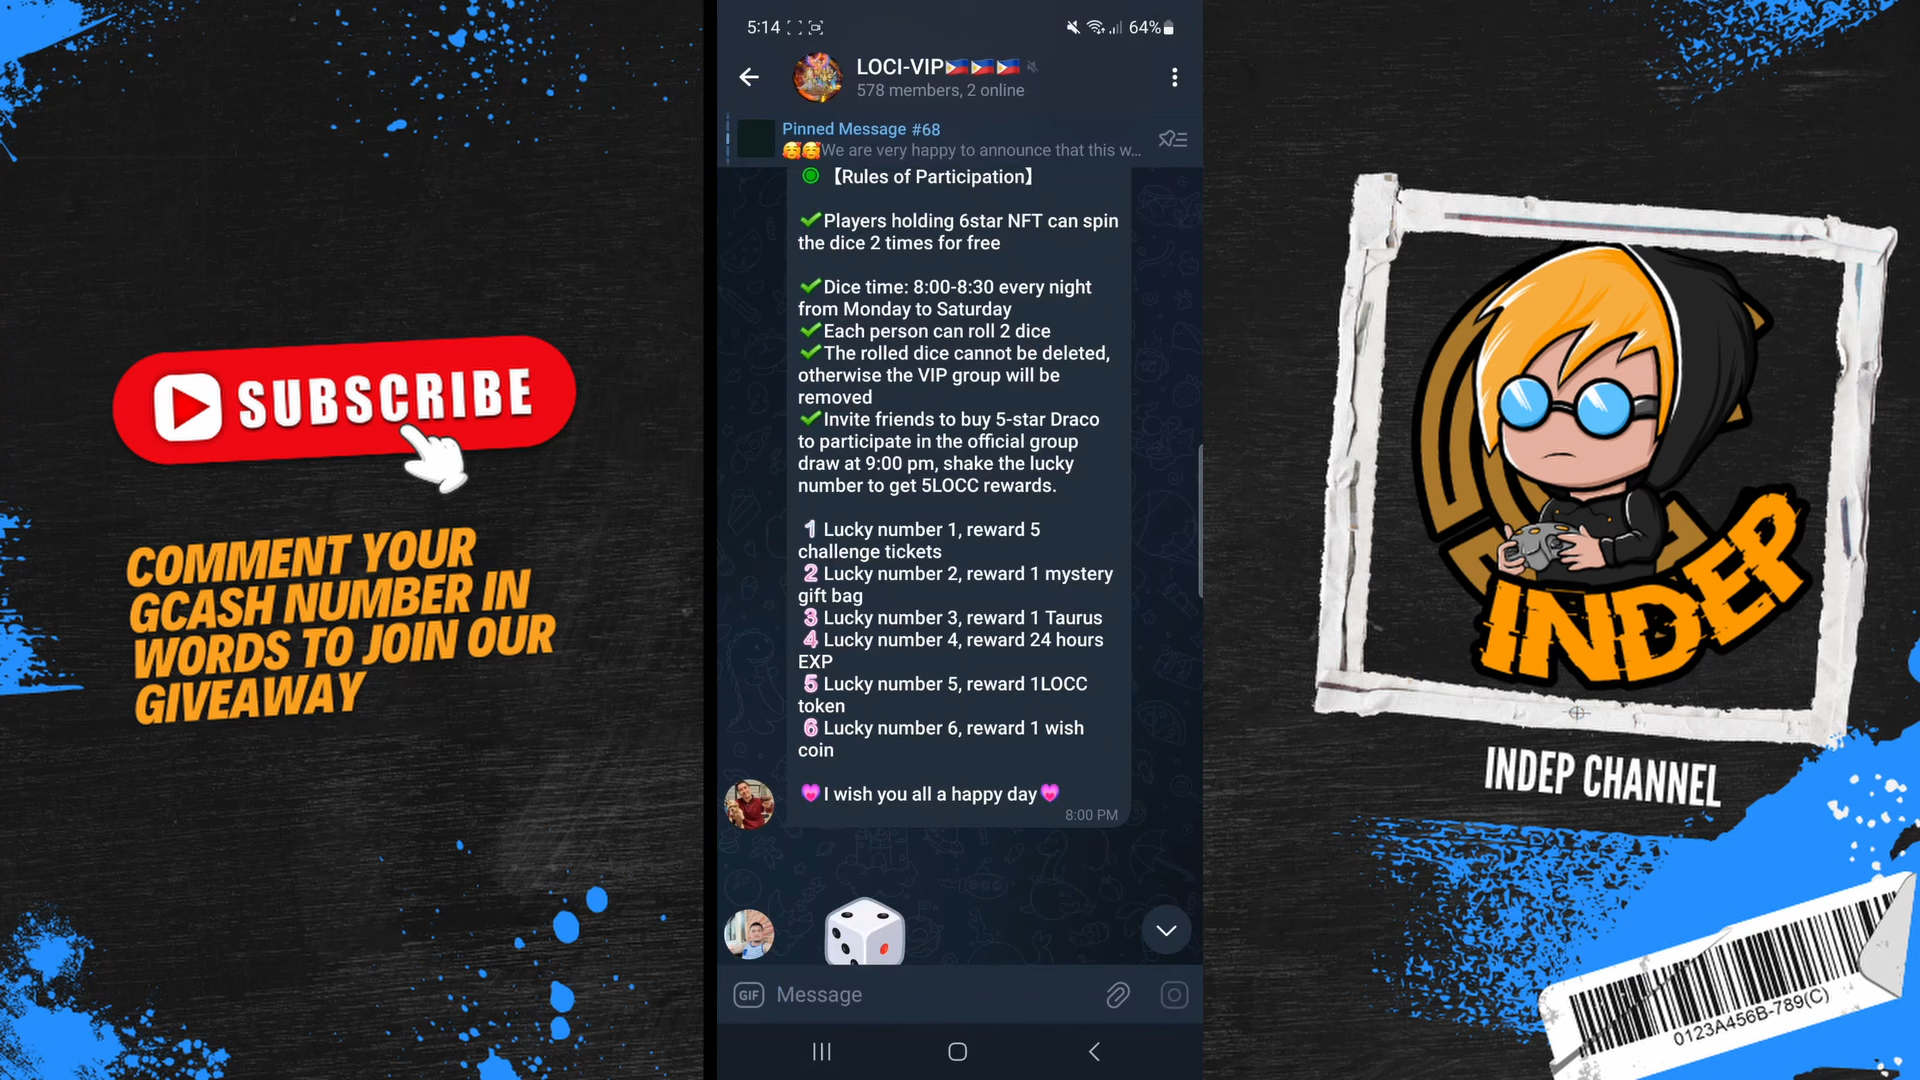 5:14
64%
LOCI-VIP🇵🇭🇵🇭🇵🇭
578 members, 2 online
Pinned Message #68
🥰🥰We are very happy to announce that this w...
【Rules of Participation】
✔Players holding 6star NFT can spin
the dice 2 times for free
✔Dice time: 8:00-8:30 every night
from Monday to Saturday
✔Each person can roll 2 dice
✔The rolled dice cannot be deleted,
otherwise the VIP group will be
removed
✔Invite friends to buy 5-star Draco
to participate in the official group
draw at 9:00 pm, shake the lucky
number to get 5LOCC rewards.
1 Lucky number 1, reward 5
challenge tickets
2 Lucky number 2, reward 1 mystery
gift bag
3 Lucky number 3, reward 1 Taurus
4 Lucky number 4, reward 24 hours
EXP
5 Lucky number 5, reward 1LOCC
token
6 Lucky number 6, reward 1 wish
coin
💗I wish you all a happy day💗
8:00 PM
GIF Message
SUBSCRIBE
COMMENT YOUR
GCASH NUMBER IN
WORDS TO JOIN OUR
GIVEAWAY
INDEP
INDEP CHANNEL
0123A456B-789(C)